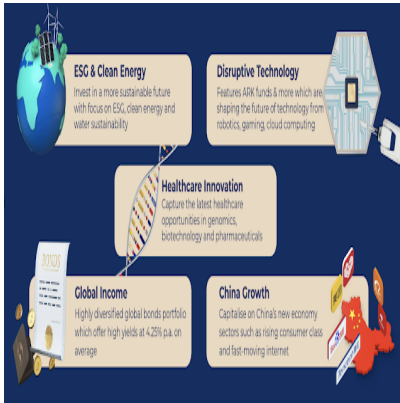 ESG & Clean Energy
Invest in a more sustainable future
with focus on ESG, clean energy and
water sustainability
Disruptive Technology
Features ARK funds & more which are
shaping the future of technology from
robotics, gaming, cloud computing
Healthcare Innovation
Capture the latest healthcare
opportunities in genomics,
biotechnology and pharmaceuticals
BONDS
Global Income
Highly diversified global bonds portfolio
which offer high yields at 4.25% p.a. on
average
China Growth
Capitalise on China's new economy
sectors such as rising consumer class
and fast-moving internet